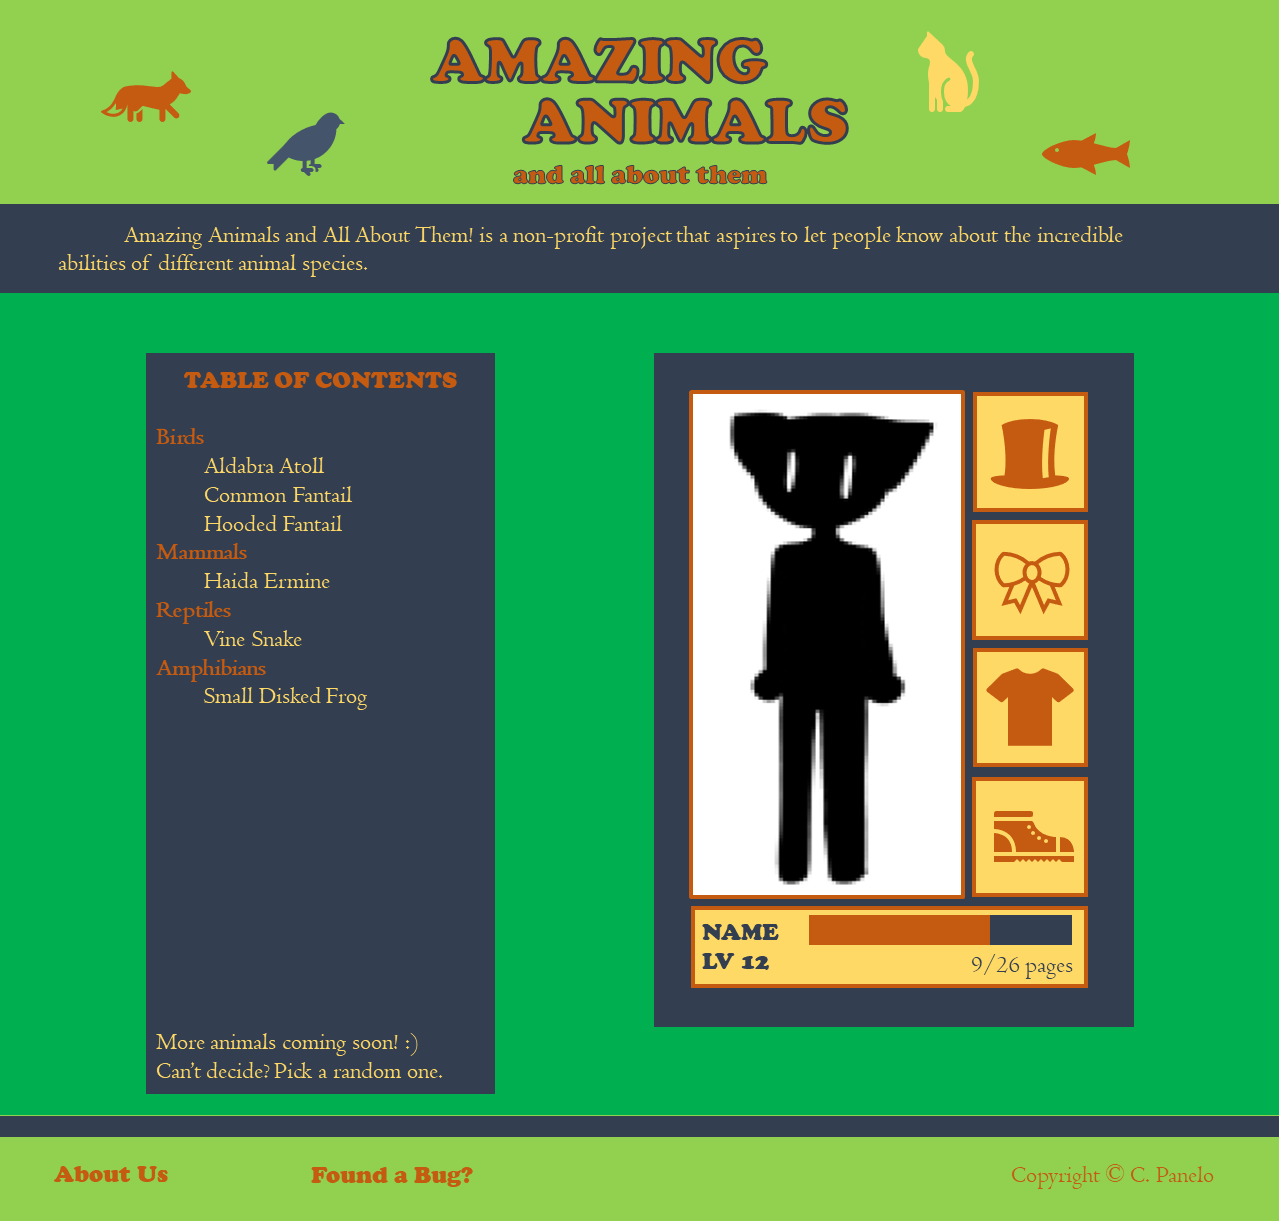 AMAZING
ANIMALS
and all about them
Amazing Animals and All About Them! is a non-profit project that aspires to let people know about the incredible
abilities of different animal species.
TABLE OF CONTENTS
Birds
Aldabra Atoll
Common Fantail
Hooded Fantail
Mammals
Haida Ermine
Reptiles
Vine Snake
Amphibians
Small Disked Frog
More animals coming soon! :)
Can't decide? Pick a random one.
NAME
LV 12
9/26 pages
About Us
Found a Bug?
Copyright © C. Panelo